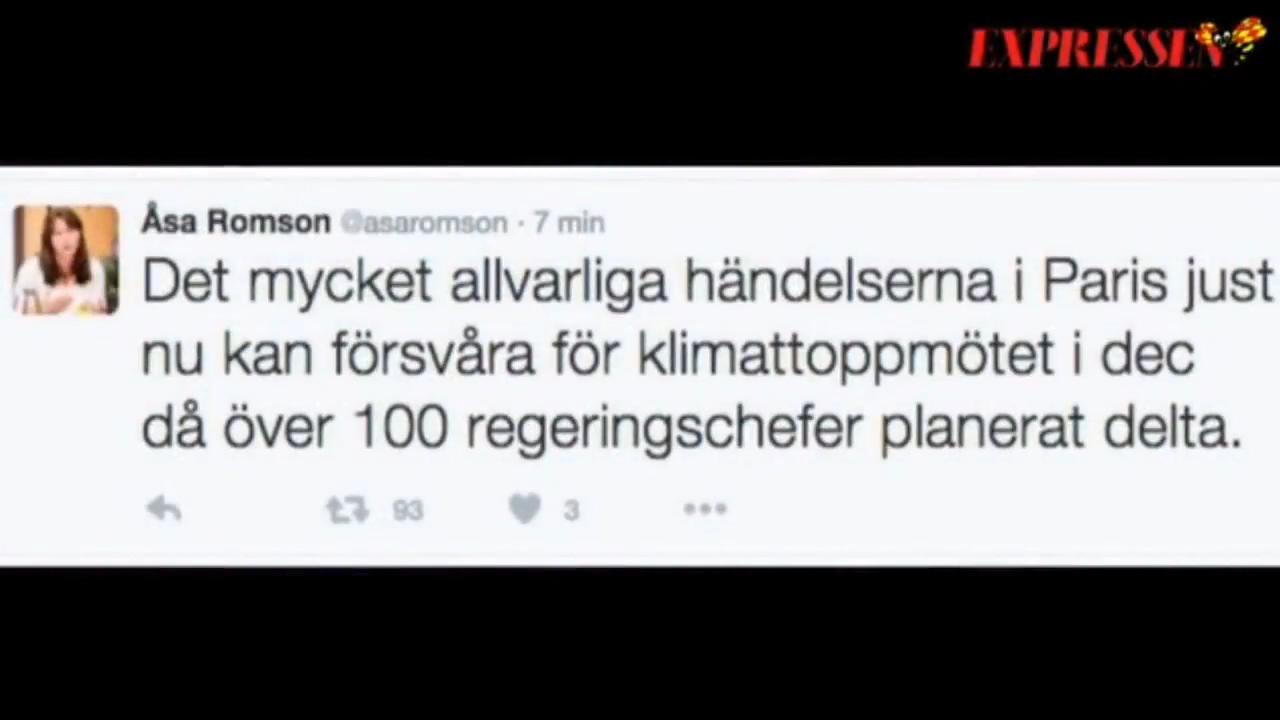 EXPRESSEN
Åsa Romson @asaromson · 7 min
Det mycket allvarliga händelserna i Paris just
nu kan försvåra för klimattoppmötet i dec
då över 100 regeringschefer planerat delta.
93 3